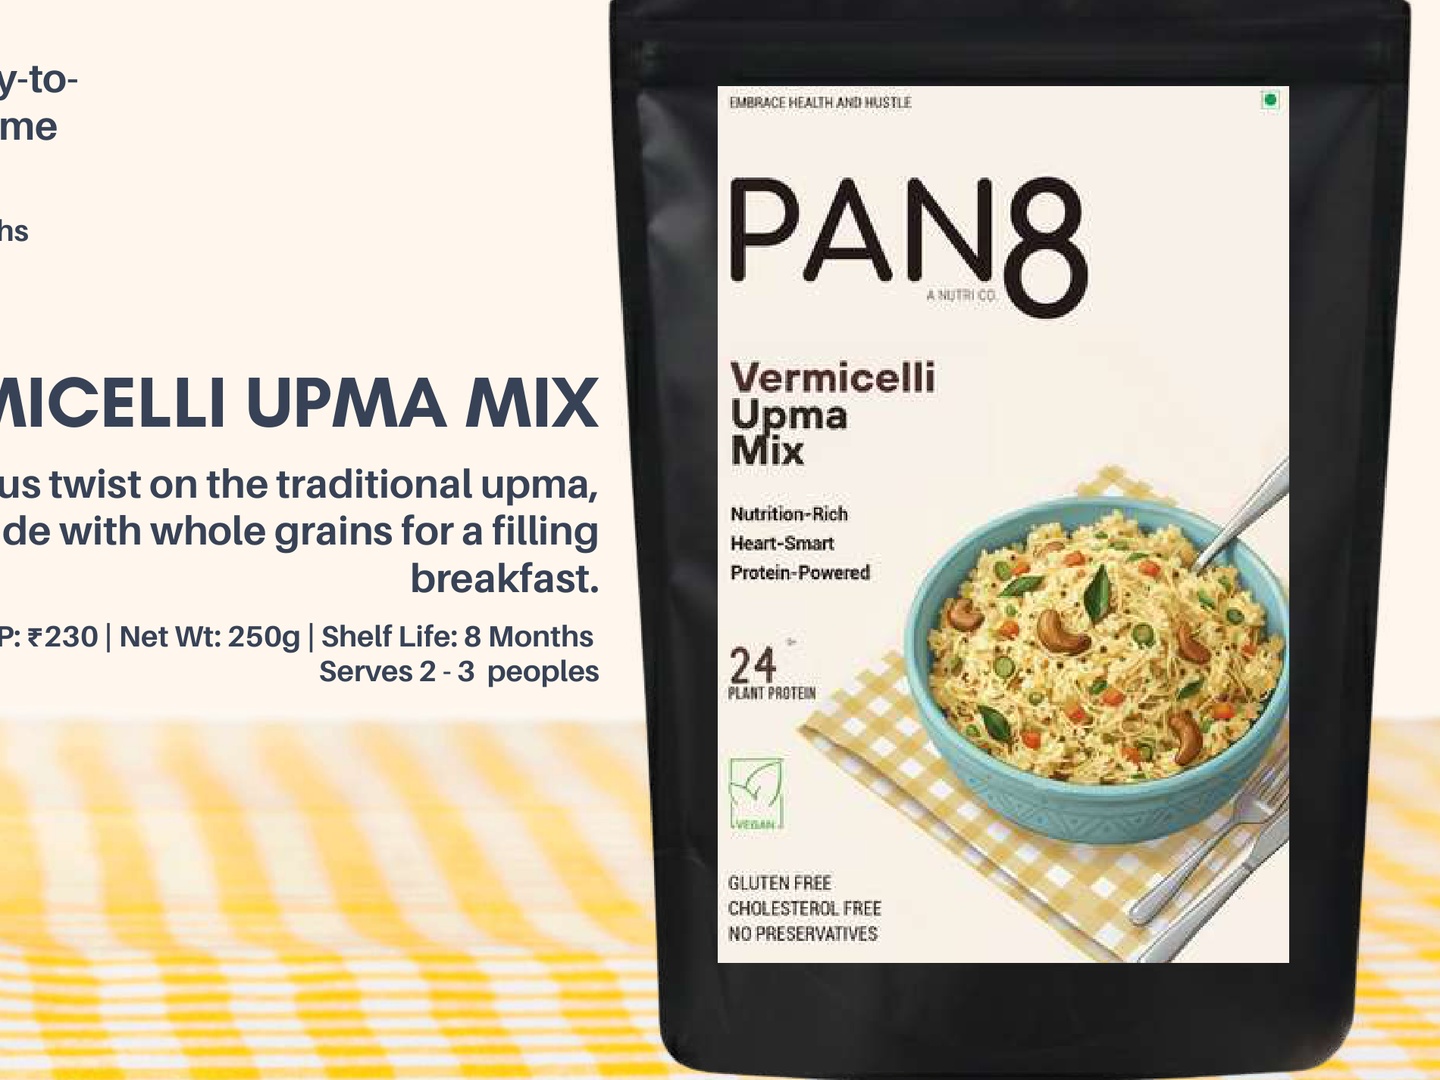 y-to-
me
hs
MICELLI UPMA MIX
us twist on the traditional upma,
de with whole grains for a filling
breakfast.
P: ₹230 | Net Wt: 250g | Shelf Life: 8 Months
Serves 2 - 3 peoples
EMBRACE HEALTH AND HUSTLE
PAN8
A NUTRI CO.
Vermicelli
Upma
Mix
Nutrition-Rich
Heart-Smart
Protein-Powered
24
PLANT PROTEIN
VEGAN
GLUTEN FREE
CHOLESTEROL FREE
NO PRESERVATIVES